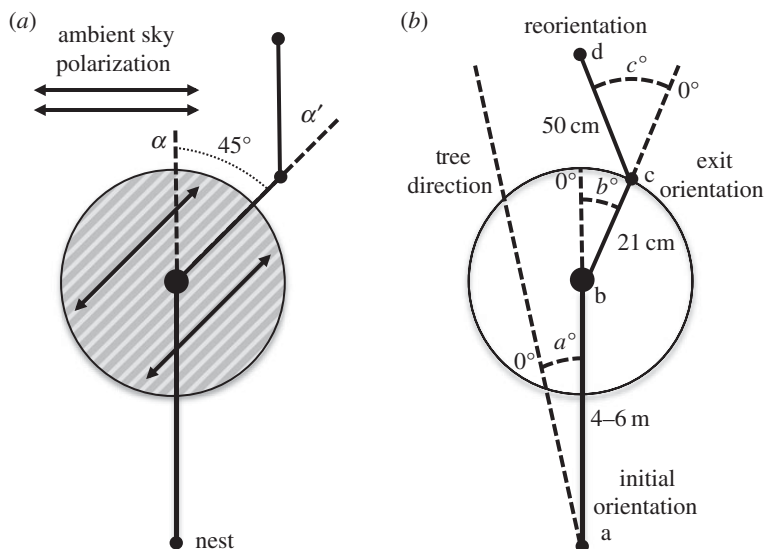 (a)
ambient sky
polarization
α
45°
α′
nest
(b)
reorientation
d
c°
0°
50 cm
tree
direction
0°
b°
c
exit
orientation
21 cm
b
0°
a°
4–6 m
initial
orientation
a